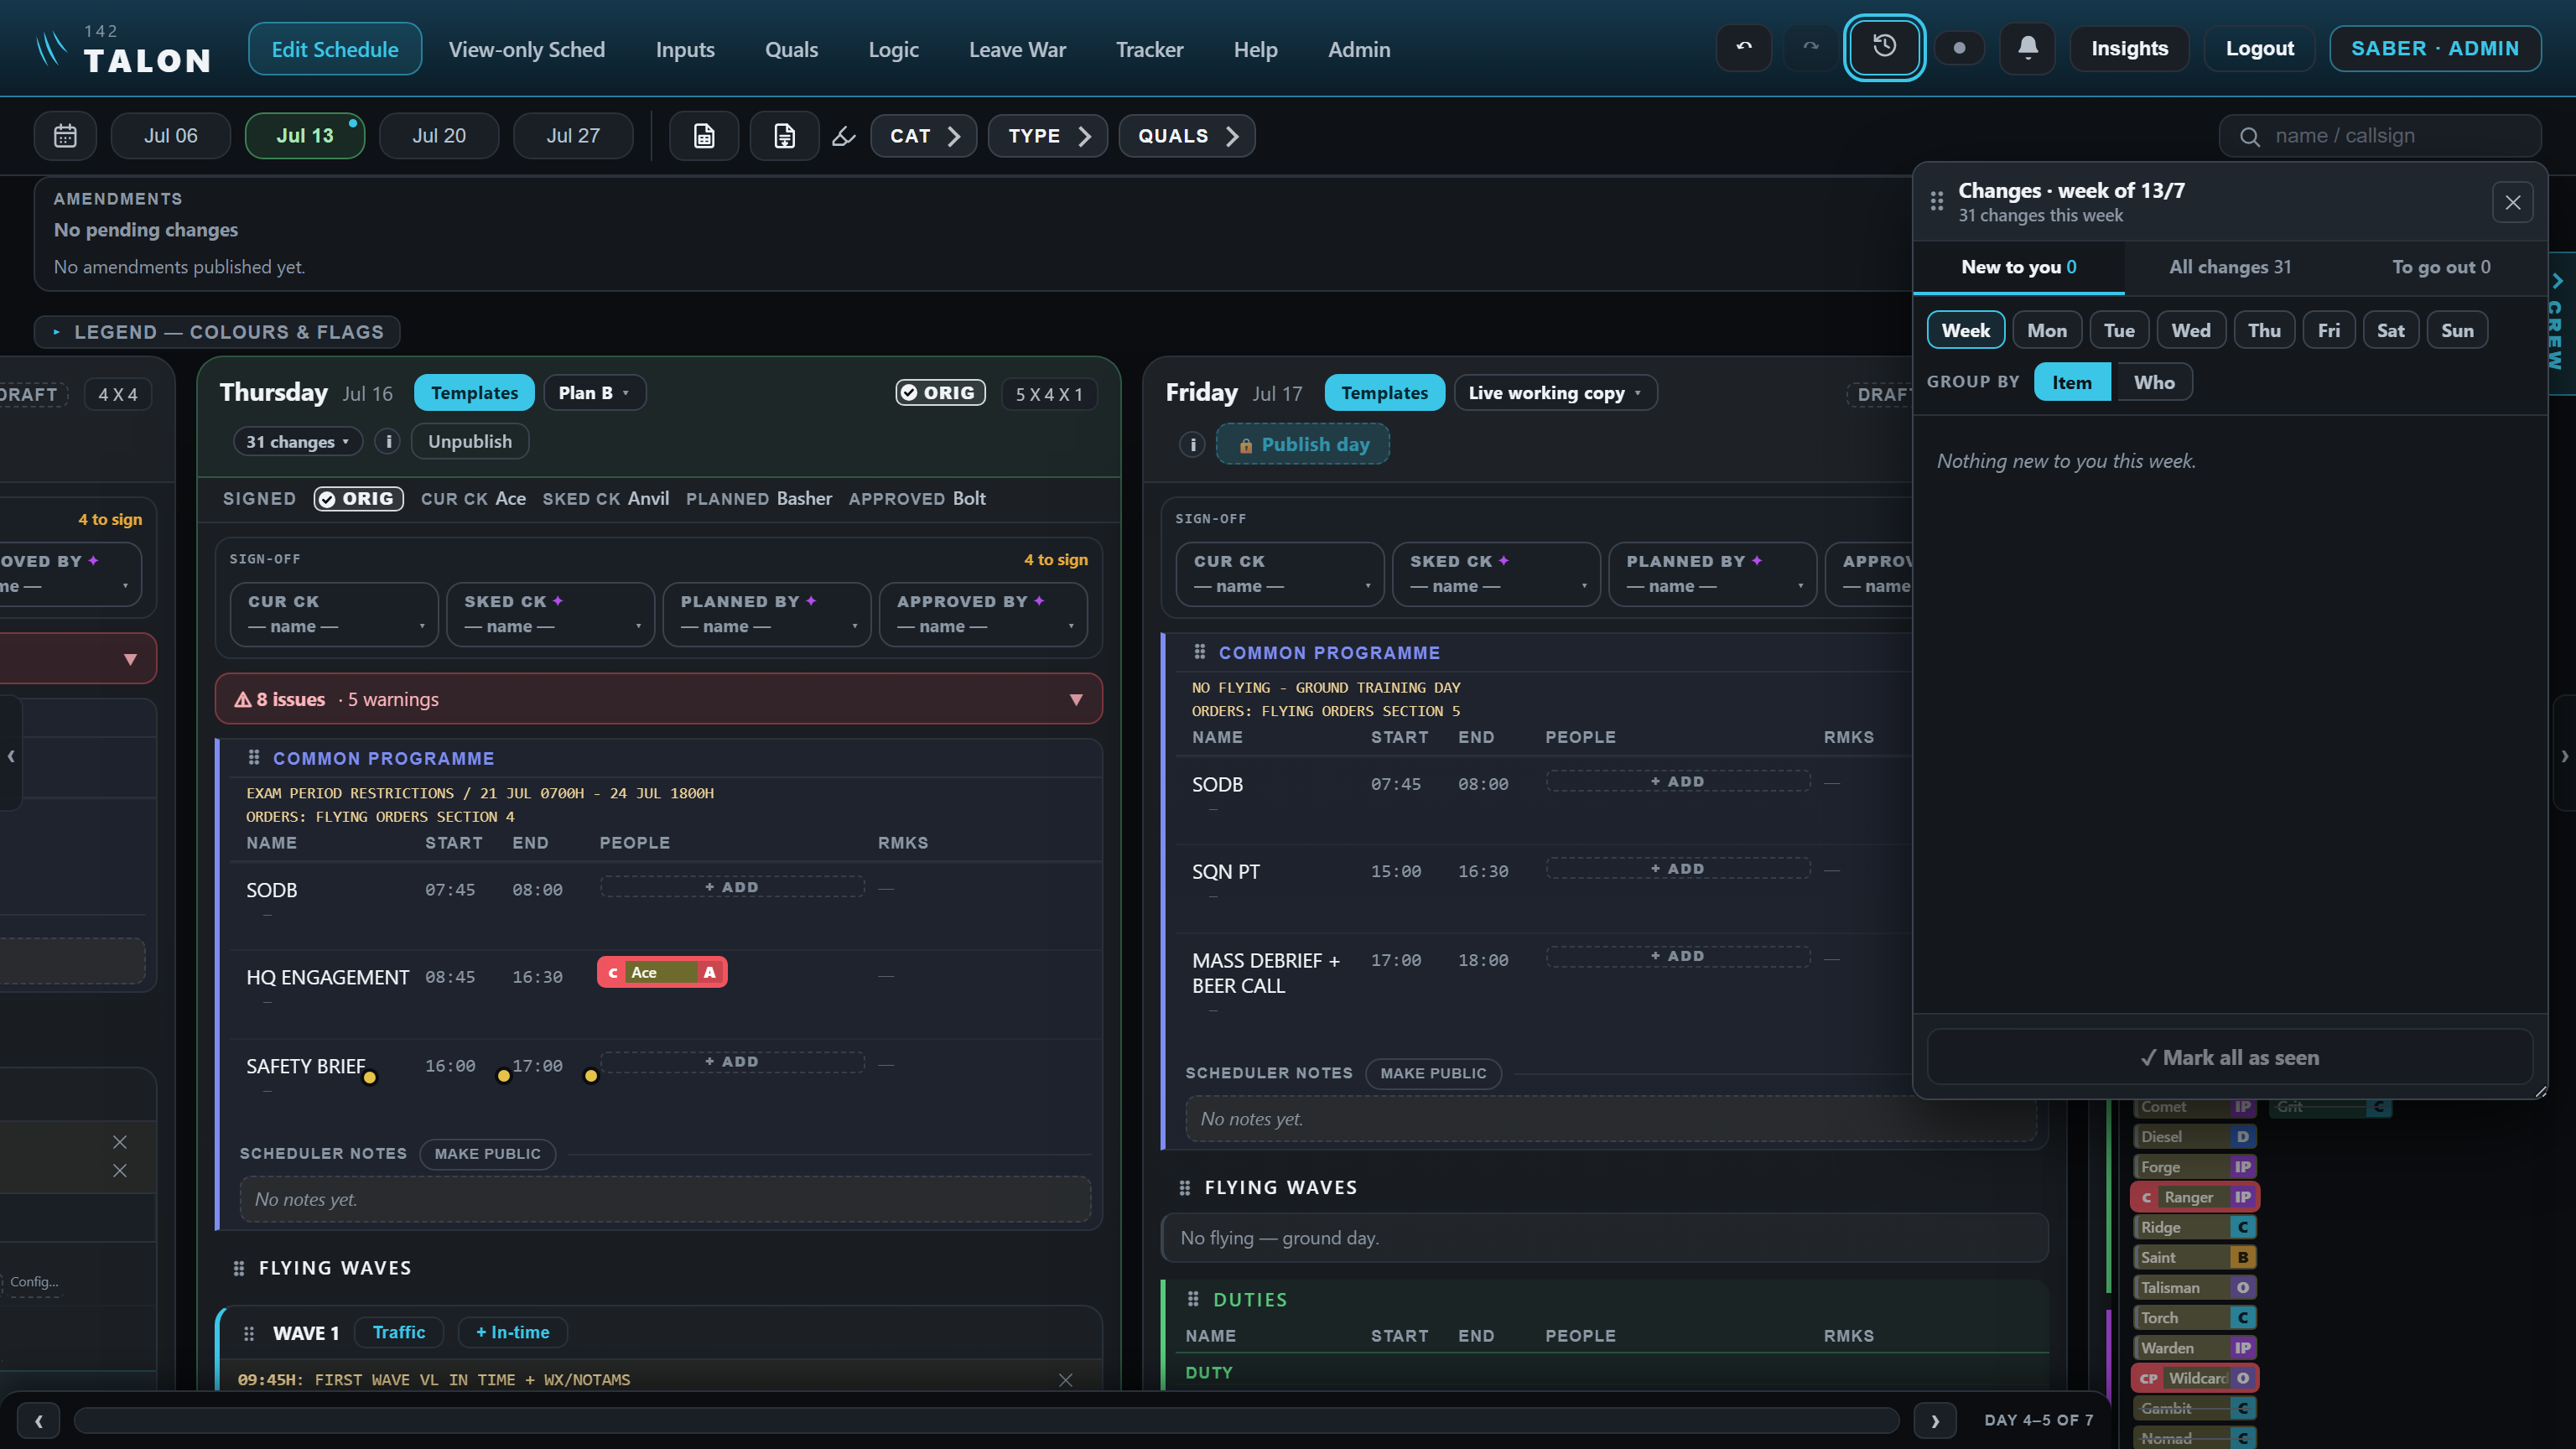 142
TALON
Edit Schedule
View-only Sched
Inputs
Quals
Logic
Leave War
Tracker
Help
Admin
Insights
Logout
SABER · ADMIN
Jul 06
Jul 13
Jul 20
Jul 27
CAT
TYPE
QUALS
name / callsign
AMENDMENTS
No pending changes
No amendments published yet.
LEGEND — COLOURS & FLAGS
DRAFT
4 X 4
4 to sign
OVED BY
me —
Config...
Thursday Jul 16
Templates
Plan B
ORIG
5 X 4 X 1
31 changes
i
Unpublish
SIGNED ORIG CUR CK Ace SKED CK Anvil PLANNED Basher APPROVED Bolt
SIGN-OFF
4 to sign
CUR CK
— name —
SKED CK
— name —
PLANNED BY
— name —
APPROVED BY
— name —
8 issues · 5 warnings
COMMON PROGRAMME
EXAM PERIOD RESTRICTIONS / 21 JUL 0700H - 24 JUL 1800H
ORDERS: FLYING ORDERS SECTION 4
NAME START END PEOPLE RMKS
SODB 07:45 08:00 + ADD —
—
HQ ENGAGEMENT 08:45 16:30 C Ace A —
—
SAFETY BRIEF 16:00 17:00 + ADD —
—
SCHEDULER NOTES MAKE PUBLIC
No notes yet.
FLYING WAVES
WAVE 1 Traffic + In-time
09:45H: FIRST WAVE VL IN TIME + WX/NOTAMS
Friday Jul 17
Templates
Live working copy
DRAF
i
Publish day
SIGN-OFF
CUR CK
— name —
SKED CK
— name —
PLANNED BY
— name —
APPROV
— name
COMMON PROGRAMME
NO FLYING - GROUND TRAINING DAY
ORDERS: FLYING ORDERS SECTION 5
NAME START END PEOPLE RMKS
SODB 07:45 08:00 + ADD —
—
SQN PT 15:00 16:30 + ADD —
—
MASS DEBRIEF + 17:00 18:00 + ADD —
BEER CALL
—
SCHEDULER NOTES MAKE PUBLIC
No notes yet.
FLYING WAVES
No flying — ground day.
DUTIES
NAME START END PEOPLE RMKS
DUTY
Changes · week of 13/7
31 changes this week
New to you 0
All changes 31
To go out 0
Week Mon Tue Wed Thu Fri Sat Sun
GROUP BY Item Who
Nothing new to you this week.
✓ Mark all as seen
CREW
Comet IP
Grit C
Diesel D
Forge IP
C Ranger IP
Ridge C
Saint B
Talisman O
Torch C
Warden IP
CP Wildcard O
Gambit C
Nomad C
DAY 4–5 OF 7